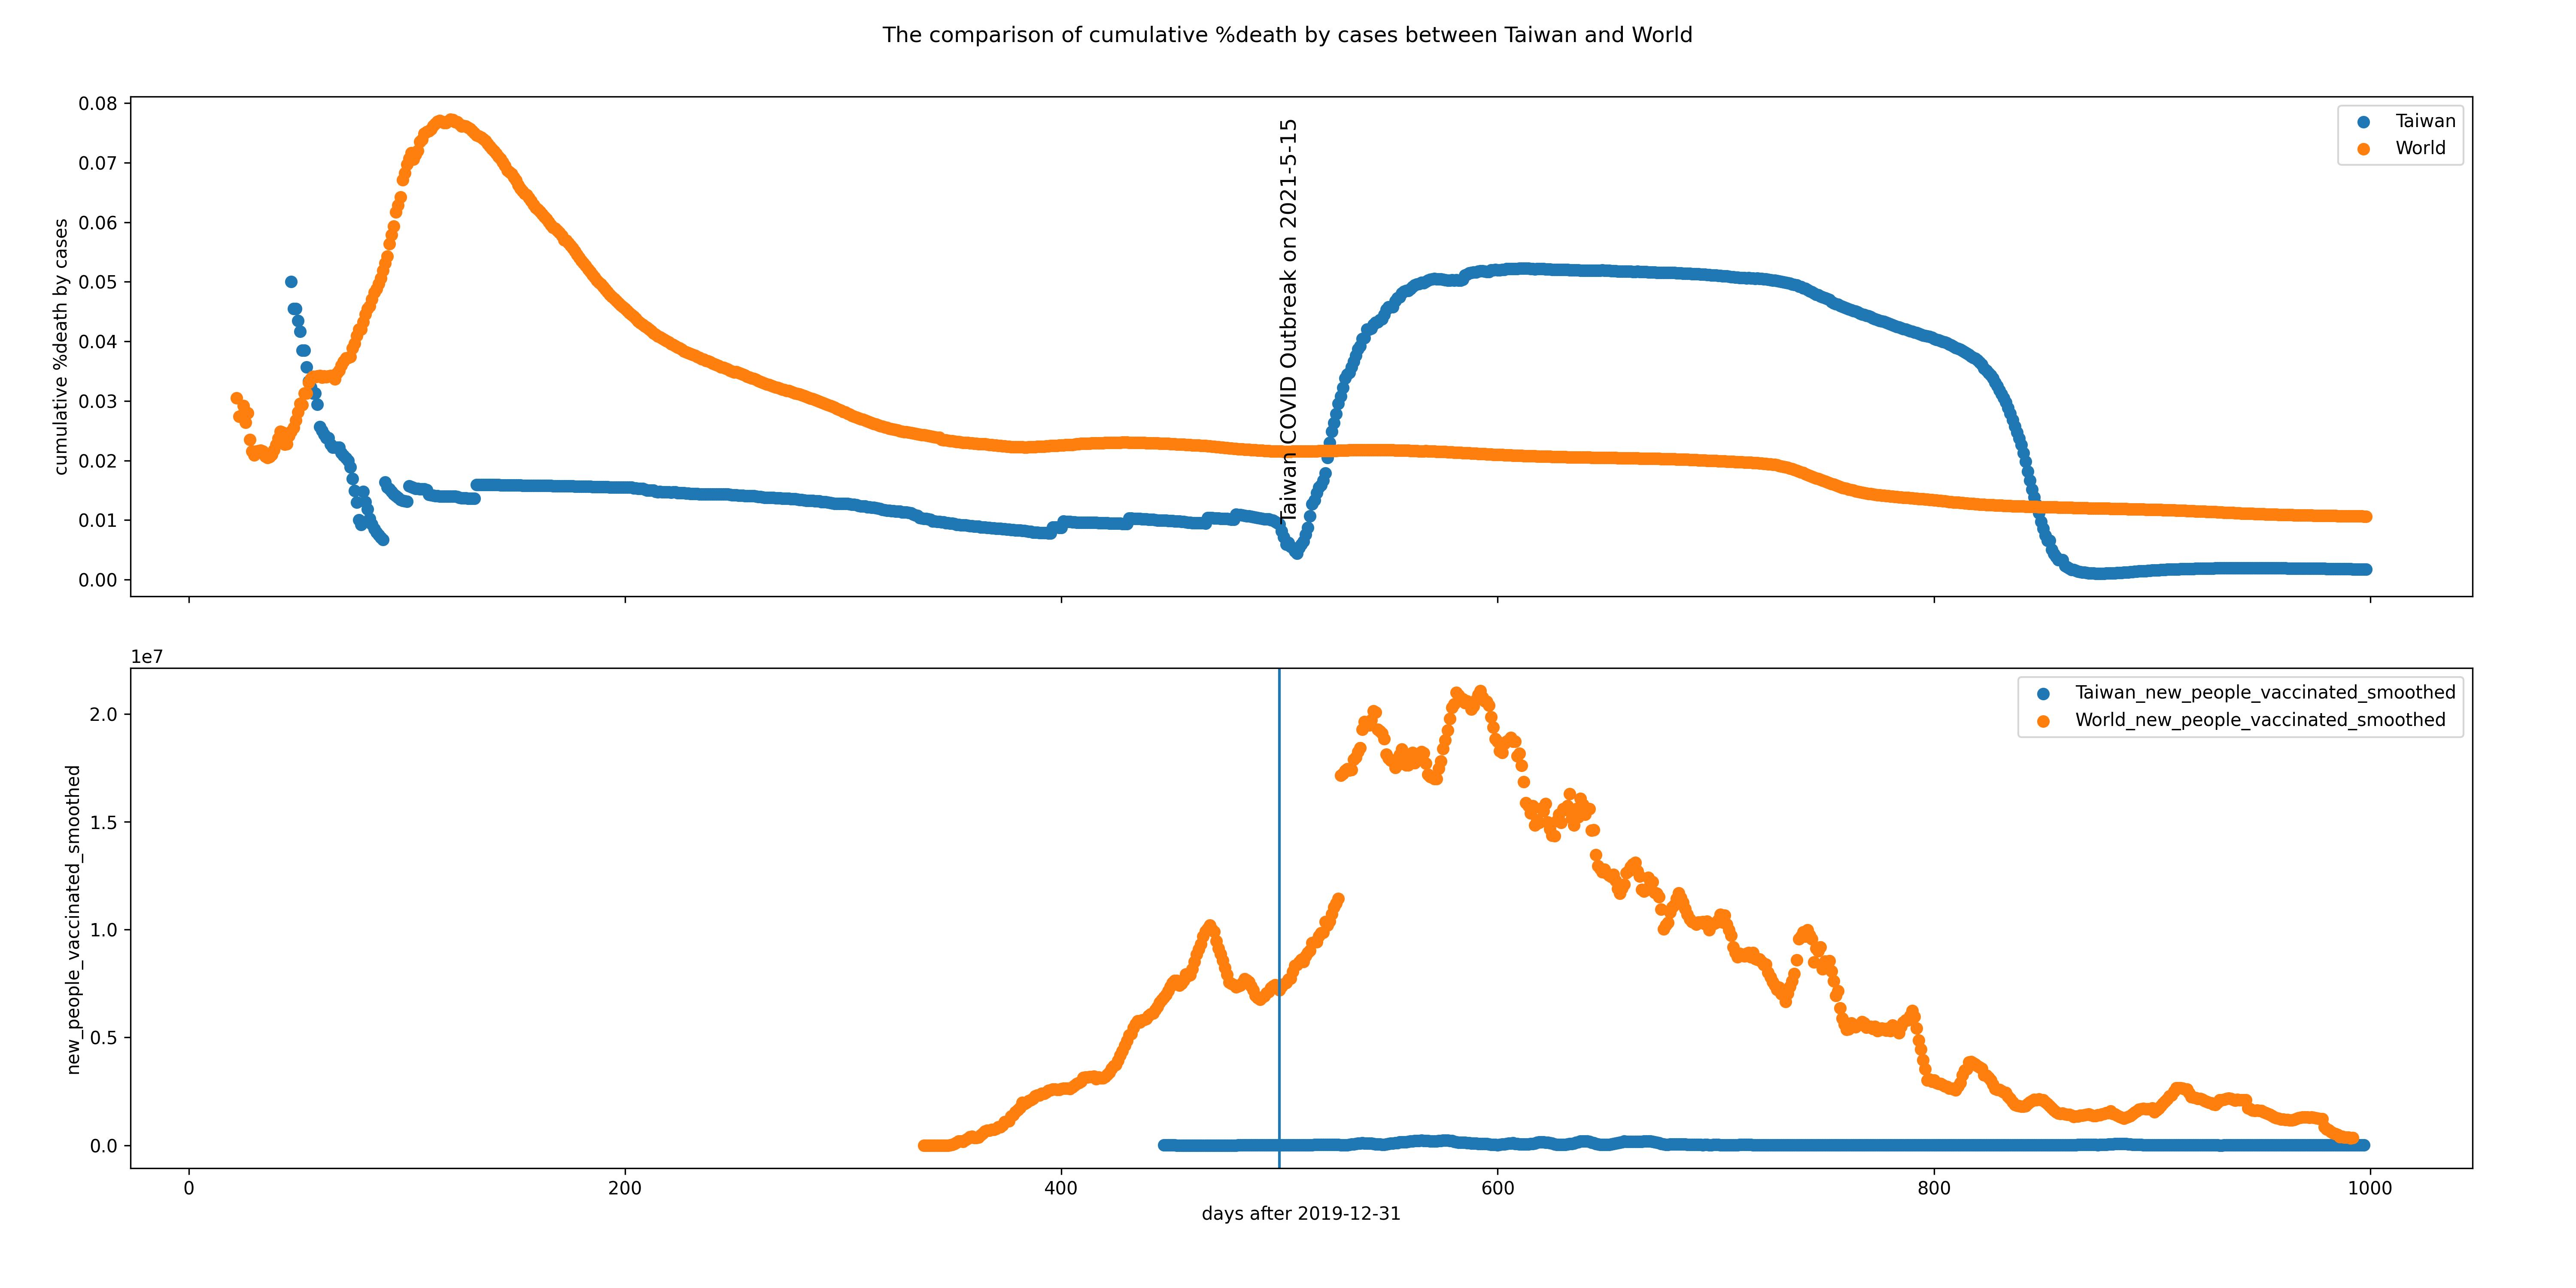 The comparison of cumulative %death by cases between Taiwan and World
cumulative %death by cases
0.08
0.07
0.06
0.05
0.04
0.03
0.02
0.01
0.00
Taiwan COVID Outbreak on 2021-5-15
Taiwan
World
1e7
new_people_vaccinated_smoothed
2.0
1.5
1.0
0.5
0.0
Taiwan_new_people_vaccinated_smoothed
World_new_people_vaccinated_smoothed
0 200 400 600 800 1000
days after 2019-12-31